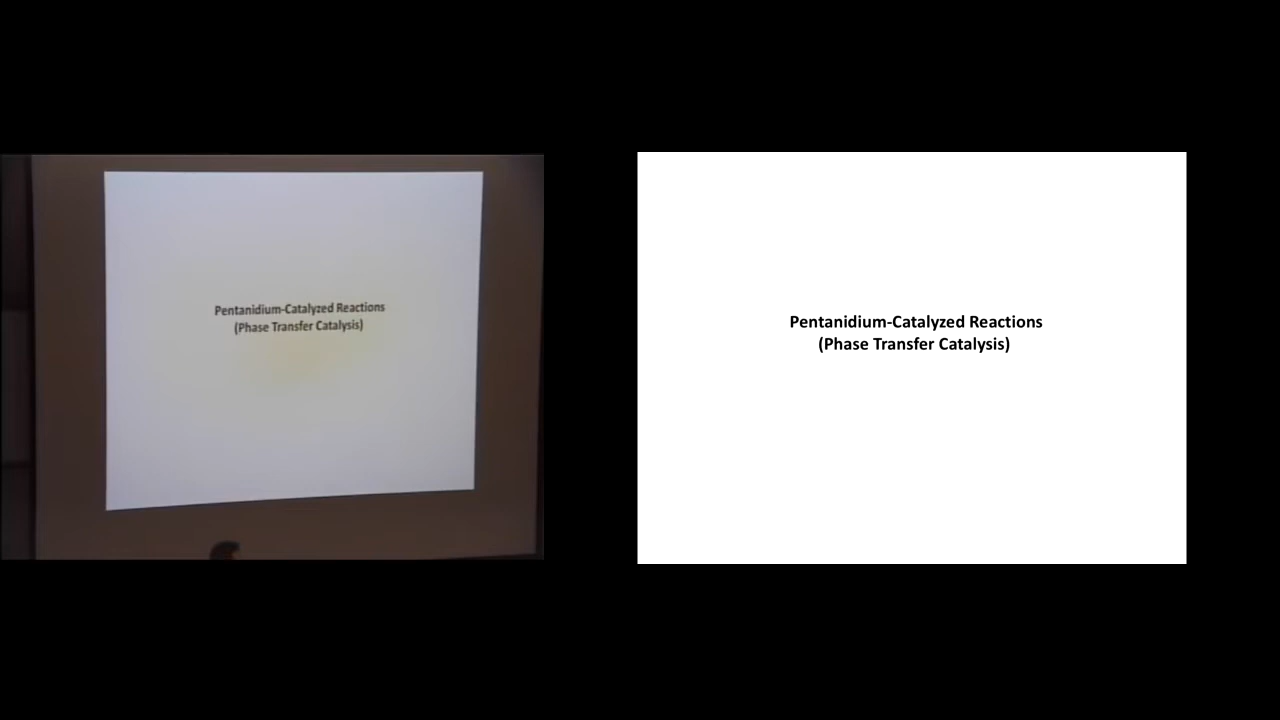 Pentanidium-Catalyzed Reactions
(Phase Transfer Catalysis)
Pentanidium-Catalyzed Reactions
(Phase Transfer Catalysis)